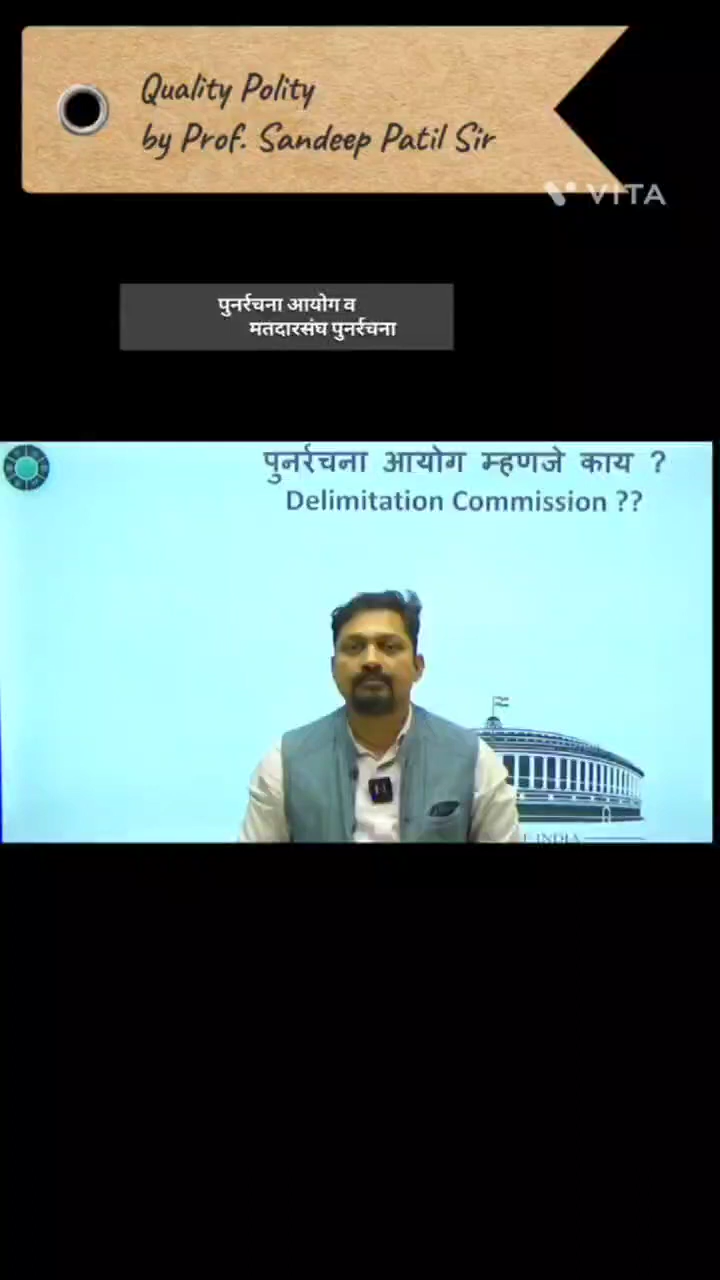 Quality Polity
by Prof. Sandeep Patil Sir
VITA
पुनर्रचना आयोग व
मतदारसंघ पुनर्रचना
पुनर्रचना आयोग म्हणजे काय ?
Delimitation Commission ??
INDIA